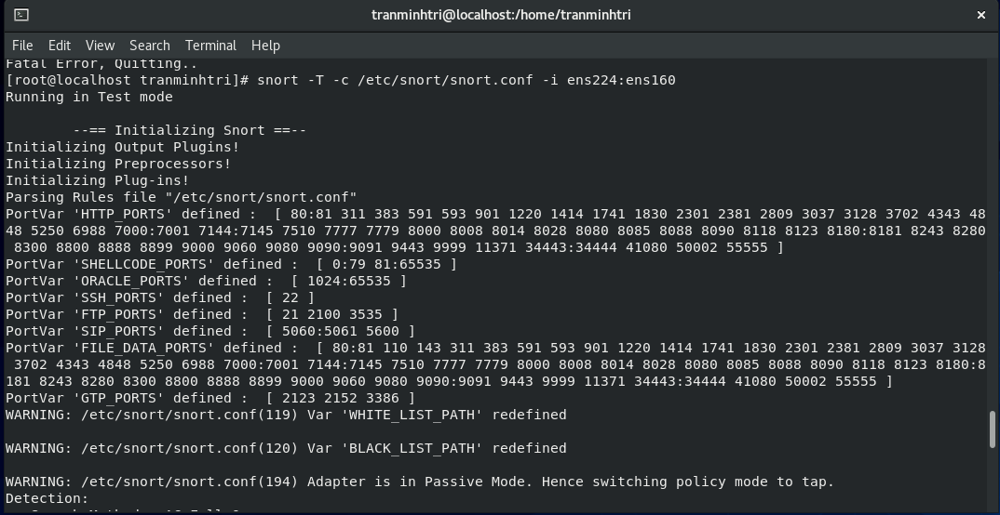 tranminhtri@localhost:/home/tranminhtri
File Edit View Search Terminal Help
Fatal Error, Quitting..
[root@localhost tranminhtri]# snort -T -c /etc/snort/snort.conf -i ens224:ens160
Running in Test mode
--== Initializing Snort ==--
Initializing Output Plugins!
Initializing Preprocessors!
Initializing Plug-ins!
Parsing Rules file "/etc/snort/snort.conf"
PortVar 'HTTP_PORTS' defined :  [ 80:81 311 383 591 593 901 1220 1414 1741 1830 2301 2381 2809 3037 3128 3702 4343 48
48 5250 6988 7000:7001 7144:7145 7510 7777 7779 8000 8008 8014 8028 8080 8085 8088 8090 8118 8123 8180:8181 8243 8280
8300 8800 8888 8899 9000 9060 9080 9090:9091 9443 9999 11371 34443:34444 41080 50002 55555 ]
PortVar 'SHELLCODE_PORTS' defined :  [ 0:79 81:65535 ]
PortVar 'ORACLE_PORTS' defined :  [ 1024:65535 ]
PortVar 'SSH_PORTS' defined :  [ 22 ]
PortVar 'FTP_PORTS' defined :  [ 21 2100 3535 ]
PortVar 'SIP_PORTS' defined :  [ 5060:5061 5600 ]
PortVar 'FILE_DATA_PORTS' defined :  [ 80:81 110 143 311 383 591 593 901 1220 1414 1741 1830 2301 2381 2809 3037 3128
3702 4343 4848 5250 6988 7000:7001 7144:7145 7510 7777 7779 8000 8008 8014 8028 8080 8085 8088 8090 8118 8123 8180:8
181 8243 8280 8300 8800 8888 8899 9000 9060 9080 9090:9091 9443 9999 11371 34443:34444 41080 50002 55555 ]
PortVar 'GTP_PORTS' defined :  [ 2123 2152 3386 ]
WARNING: /etc/snort/snort.conf(119) Var 'WHITE_LIST_PATH' redefined
WARNING: /etc/snort/snort.conf(120) Var 'BLACK_LIST_PATH' redefined
WARNING: /etc/snort/snort.conf(194) Adapter is in Passive Mode. Hence switching policy mode to tap.
Detection: